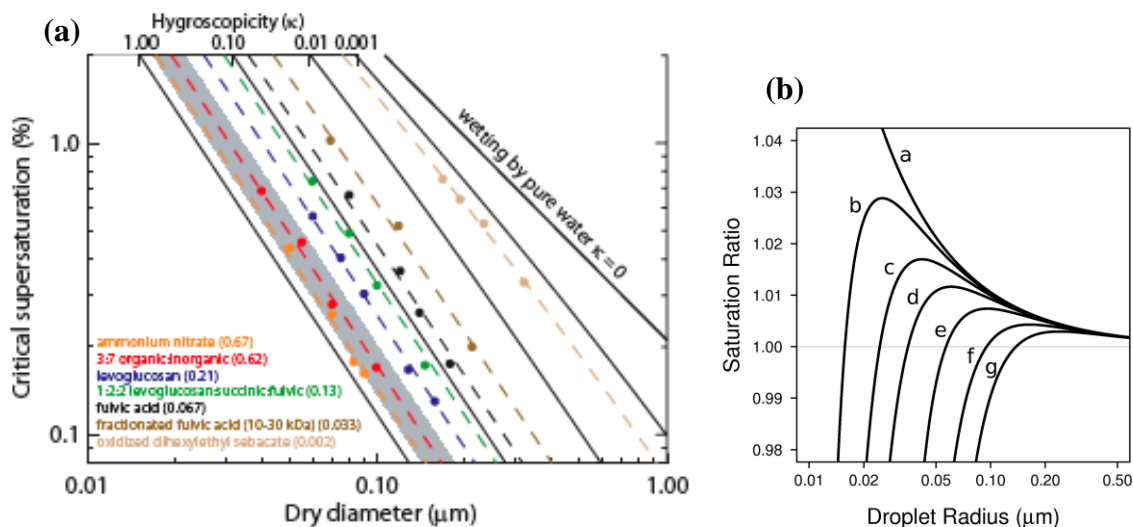 (a)
Hygroscopicity (κ)
1.00 0.10 0.01 0.001
Critical supersaturation (%)
1.0
0.1
wetting by pure water κ = 0
ammonium nitrate (0.67)
3:7 organic:inorganic (0.62)
levoglucosan (0.21)
1:2:2 levoglucosan:succinic:fulvic (0.13)
fulvic acid (0.067)
fractionated fulvic acid (10-30 kDa) (0.033)
oxidized dihexylethyl sebacate (0.002)
0.01 0.10 1.00
Dry diameter (μm)
(b)
Saturation Ratio
1.04
1.03
1.02
1.01
1.00
0.99
0.98
a
b
c
d
e
f
g
0.01 0.02 0.05 0.10 0.20 0.50
Droplet Radius (μm)